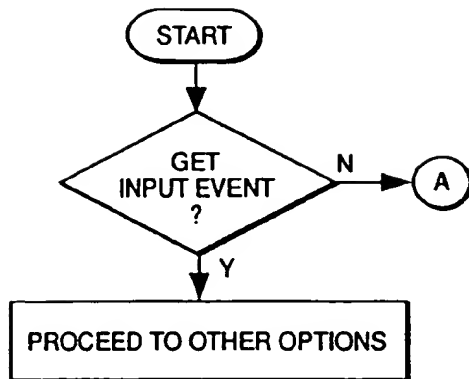 START
GET
INPUT EVENT
?
N
A
Y
PROCEED TO OTHER OPTIONS